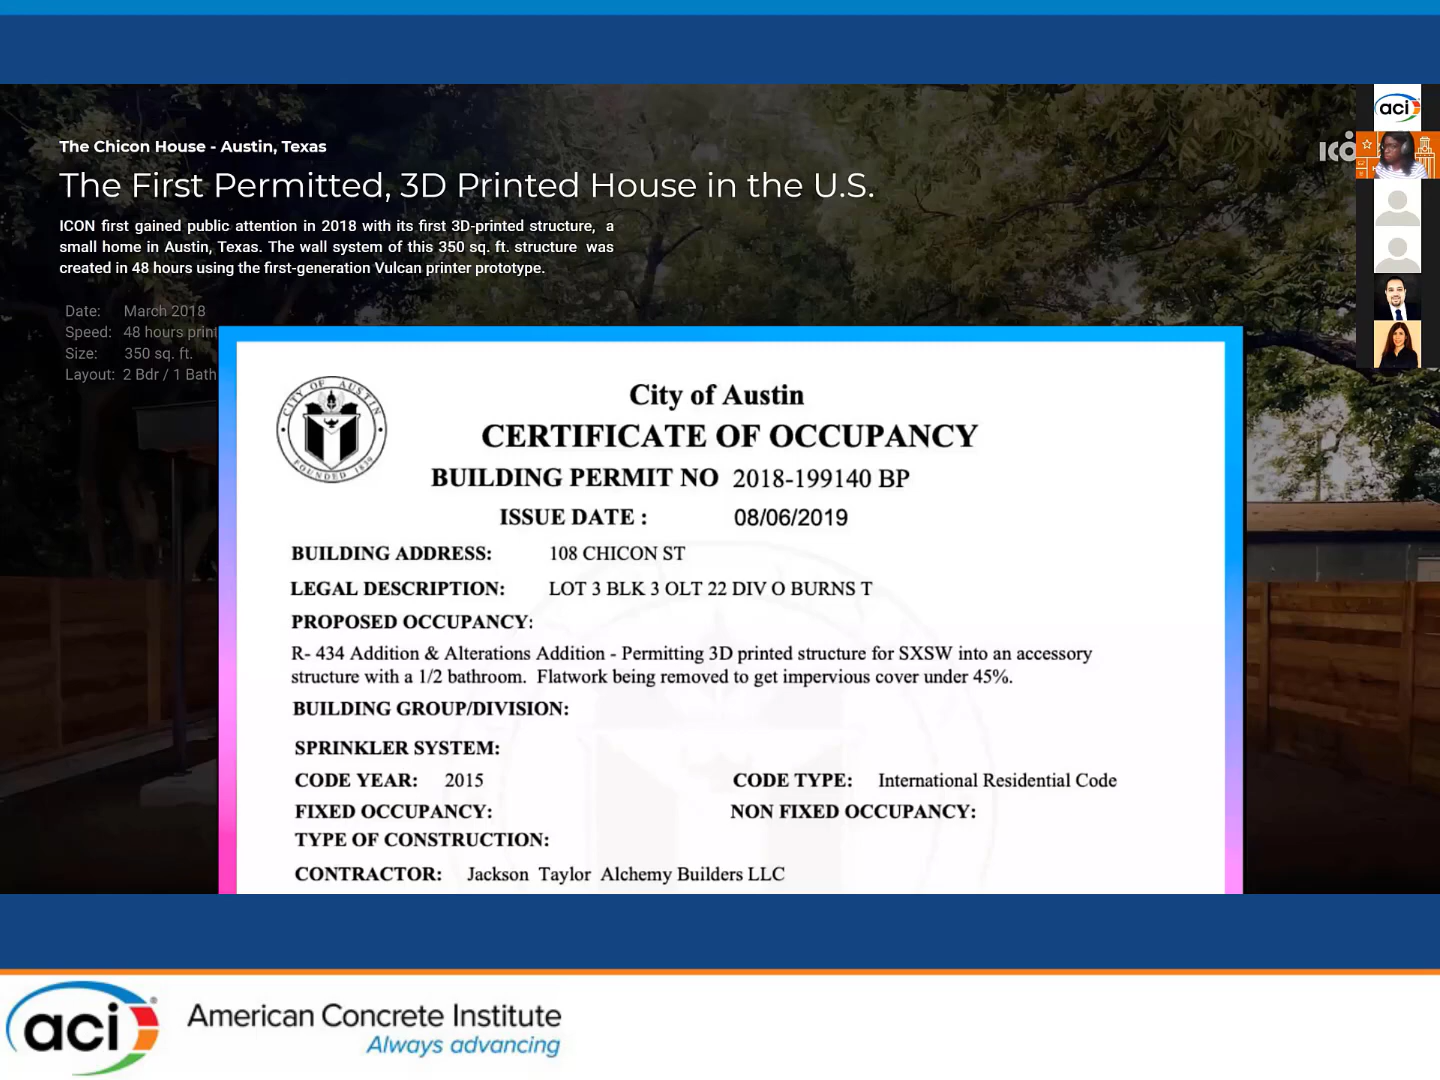 The Chicon House - Austin, Texas
The First Permitted, 3D Printed House in the U.S.
ICON first gained public attention in 2018 with its first 3D-printed structure, a
small home in Austin, Texas. The wall system of this 350 sq. ft. structure was
created in 48 hours using the first-generation Vulcan printer prototype.
Date: March 2018
Speed: 48 hours print
Size: 350 sq. ft.
Layout: 2 Bdr / 1 Bath
aci
CITY OF AUSTIN
FOUNDED 1839
City of Austin
CERTIFICATE OF OCCUPANCY
BUILDING PERMIT NO 2018-199140 BP
ISSUE DATE : 08/06/2019
BUILDING ADDRESS: 108 CHICON ST
LEGAL DESCRIPTION: LOT 3 BLK 3 OLT 22 DIV O BURNS T
PROPOSED OCCUPANCY:
R- 434 Addition & Alterations Addition - Permitting 3D printed structure for SXSW into an accessory
structure with a 1/2 bathroom. Flatwork being removed to get impervious cover under 45%.
BUILDING GROUP/DIVISION:
SPRINKLER SYSTEM:
CODE YEAR: 2015 CODE TYPE: International Residential Code
FIXED OCCUPANCY: NON FIXED OCCUPANCY:
TYPE OF CONSTRUCTION:
CONTRACTOR: Jackson Taylor Alchemy Builders LLC
aci
American Concrete Institute
Always advancing